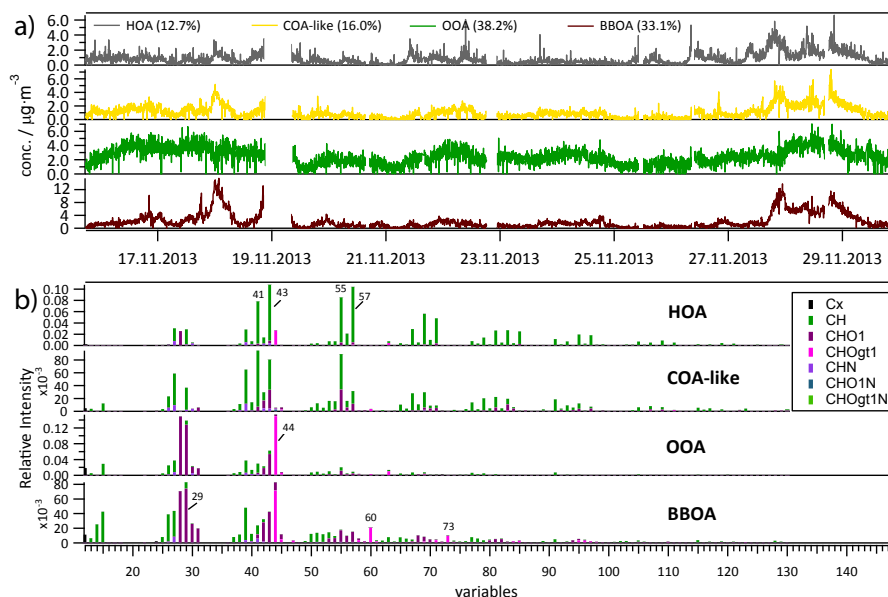 a)
HOA (12.7%) COA-like (16.0%) OOA (38.2%) BBOA (33.1%)
conc. / µg·m⁻³
6.0
4.0
2.0
0.0
6.0
4.0
2.0
0.0
6.0
4.0
2.0
0.0
12
8
4
0
17.11.2013 19.11.2013 21.11.2013 23.11.2013 25.11.2013 27.11.2013 29.11.2013
b)
Relative Intensity
0.10
0.08
0.06
0.04
0.02
0.00
41 43 55 57
HOA
x10⁻³
80
60
40
20
0
COA-like
0.12
0.08
0.04
0.00
44
OOA
x10⁻³
80
60
40
20
0
29 60 73
BBOA
Cx
CH
CHO1
CHOgt1
CHN
CHO1N
CHOgt1N
20 30 40 50 60 70 80 90 100 110 120 130 140
variables